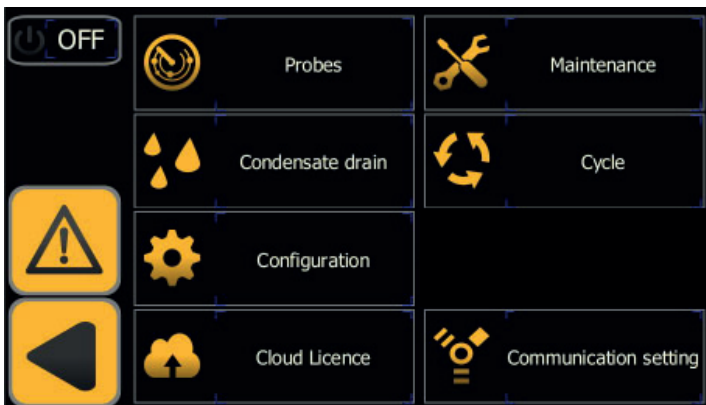 OFF
Probes
Maintenance
Condensate drain
Cycle
Configuration
Cloud Licence
Communication setting